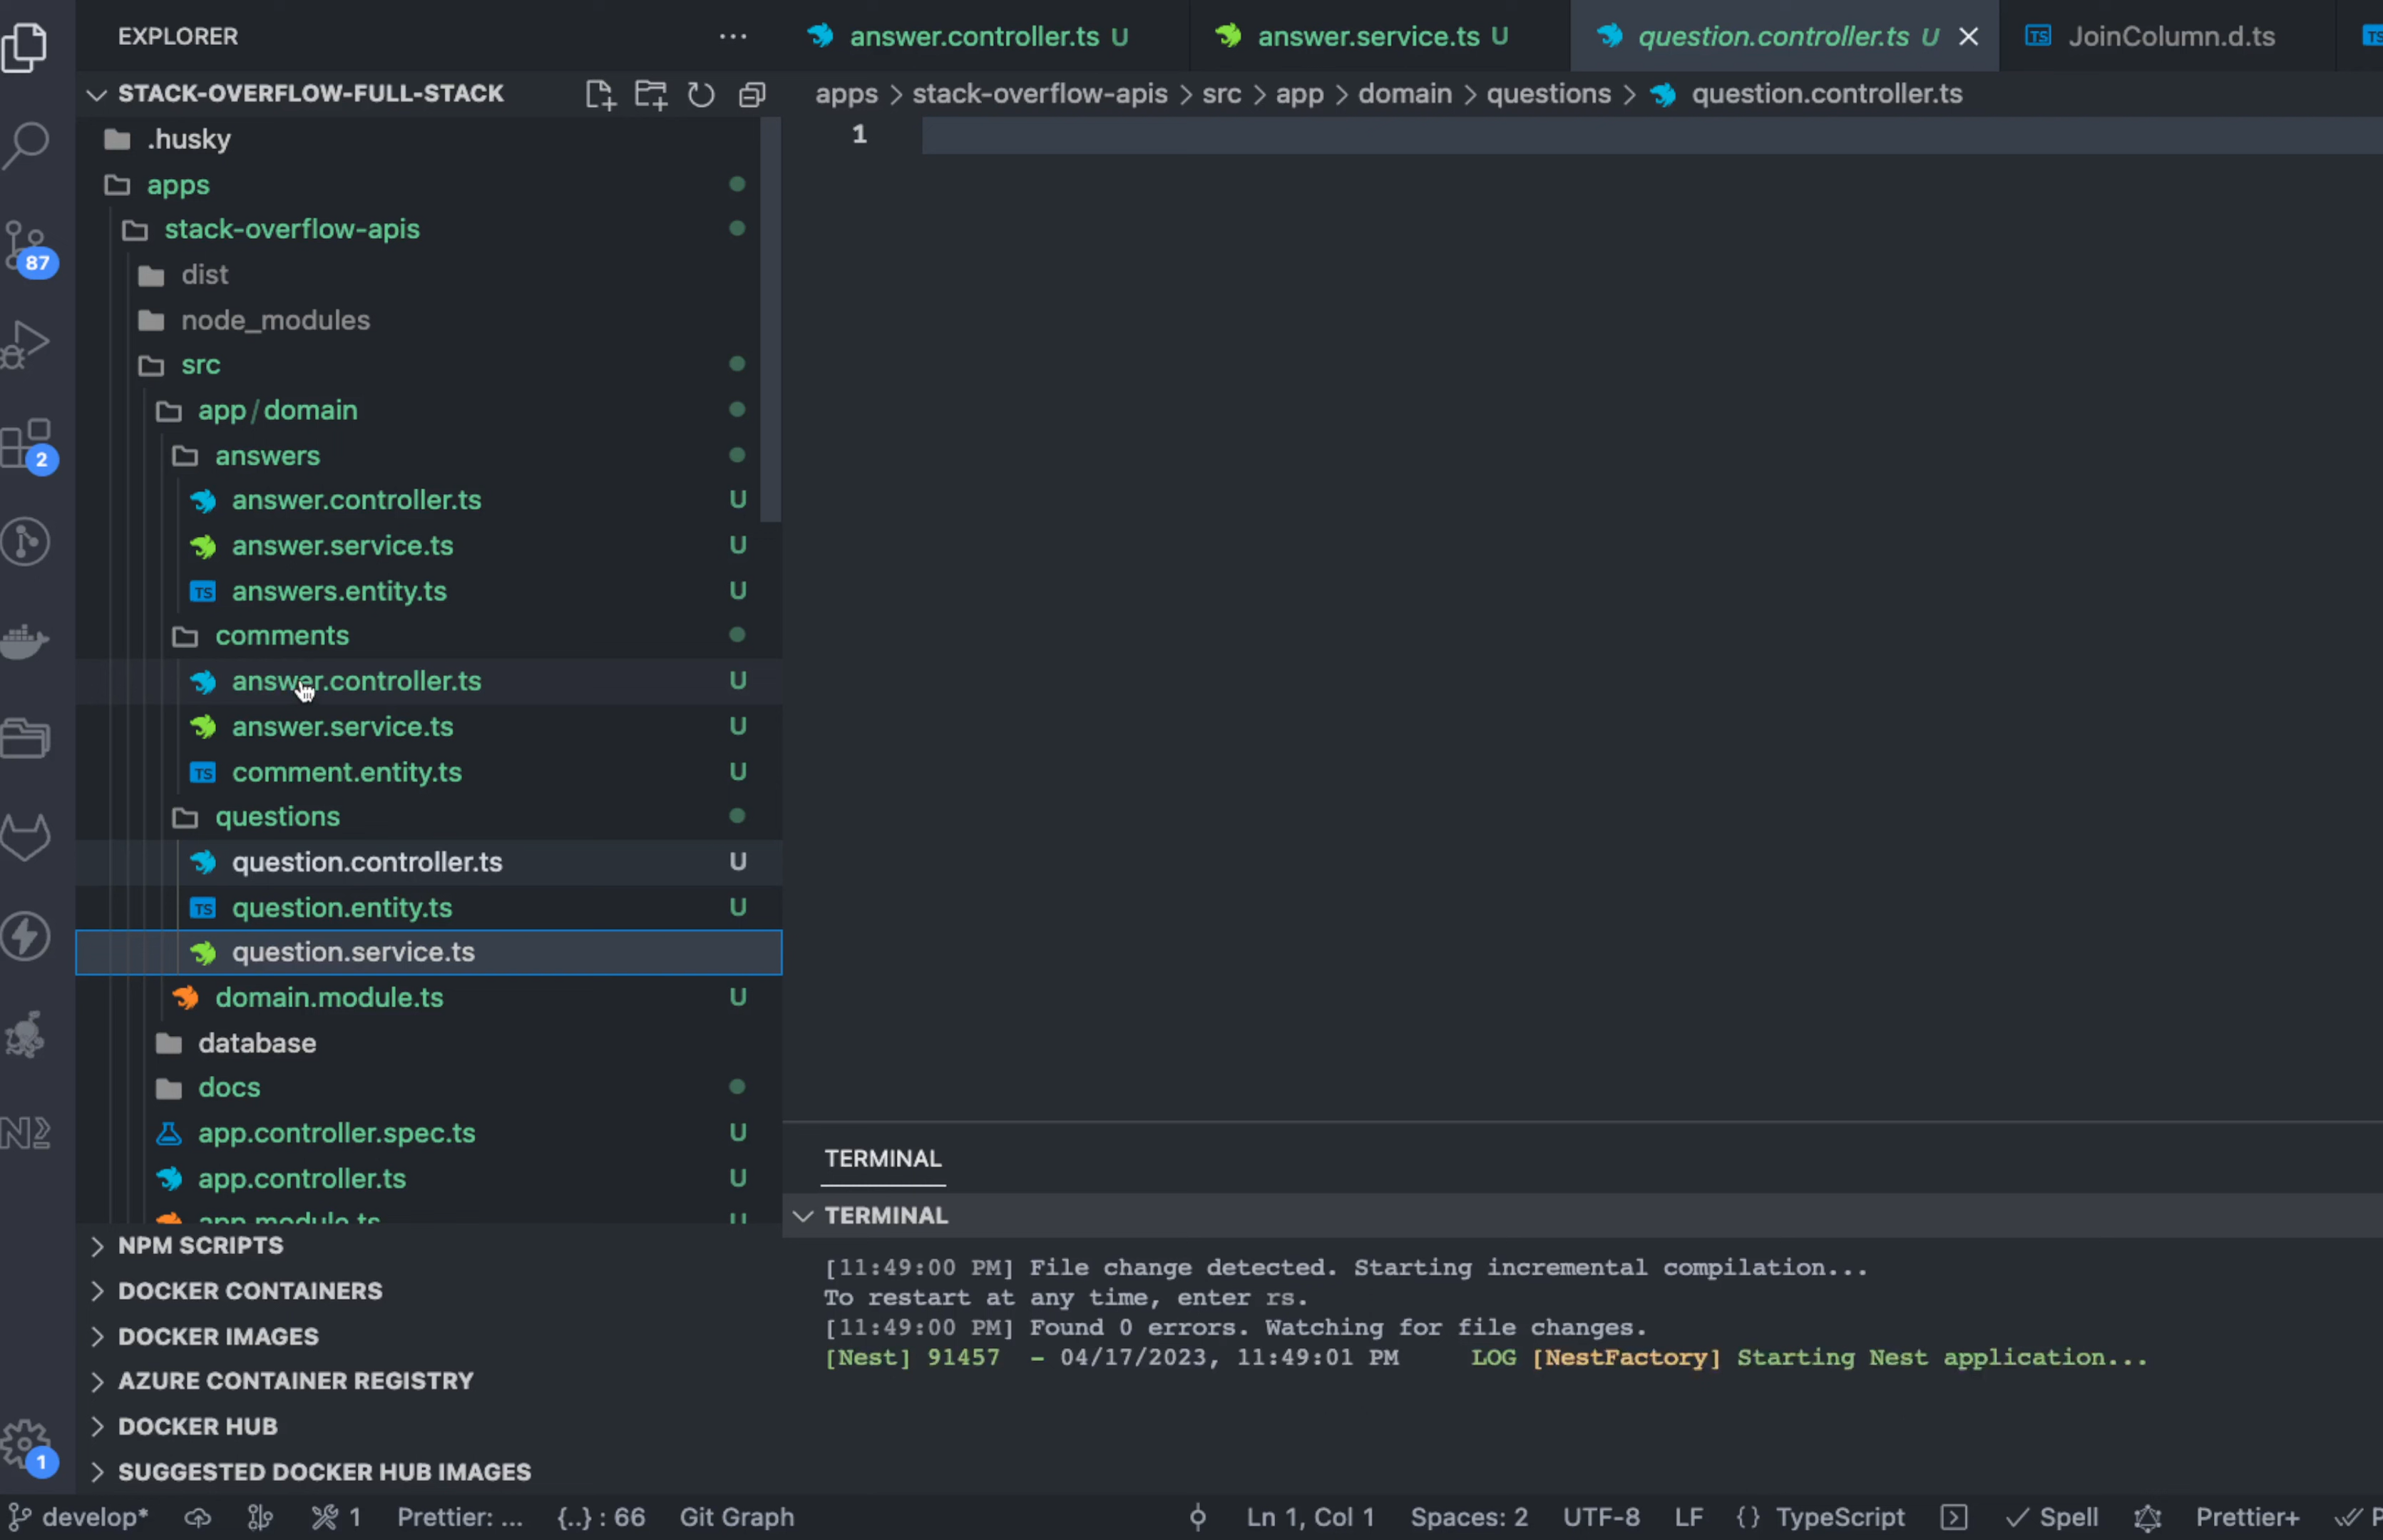 EXPLORER
STACK-OVERFLOW-FULL-STACK
.husky
apps
stack-overflow-apis
dist
node_modules
src
app/domain
answers
answer.controller.ts U
answer.service.ts U
answers.entity.ts U
comments
answer.controller.ts U
answer.service.ts U
comment.entity.ts U
questions
question.controller.ts U
question.entity.ts U
question.service.ts
domain.module.ts U
database
docs
app.controller.spec.ts U
app.controller.ts U
app.module.ts U
NPM SCRIPTS
DOCKER CONTAINERS
DOCKER IMAGES
AZURE CONTAINER REGISTRY
DOCKER HUB
SUGGESTED DOCKER HUB IMAGES
87
2
1
answer.controller.ts U answer.service.ts U question.controller.ts U TS JoinColumn.d.ts
apps > stack-overflow-apis > src > app > domain > questions > question.controller.ts
1
TERMINAL
TERMINAL
[11:49:00 PM] File change detected. Starting incremental compilation...
To restart at any time, enter rs.
[11:49:00 PM] Found 0 errors. Watching for file changes.
[Nest] 91457 - 04/17/2023, 11:49:01 PM LOG [NestFactory] Starting Nest application...
develop* 1 Prettier: ... {..} : 66 Git Graph Ln 1, Col 1 Spaces: 2 UTF-8 LF {} TypeScript Spell Prettier+